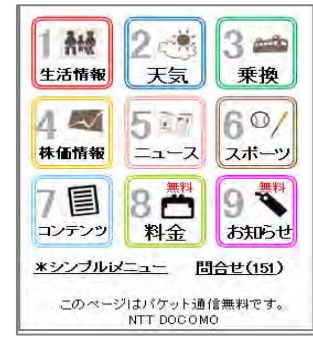 1 2 3
生活情報 天気 乗換
4 5 6
株価情報 ニュース スポーツ
7 8 無料 9 無料
コンテンツ 料金 お知らせ
*シンプルiメニュー 問合せ(151)
このページはパケット通信無料です。
NTT DOCOMO